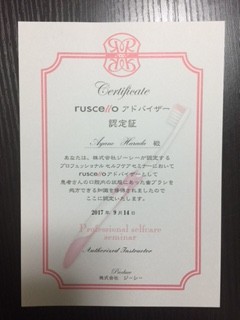 Certificate
ruscello アドバイザー
認定証
Ayano Harada 殿
あなたは、株式会社ジーシーが認定する
プロフェッショナル セルフケアセミナーにおいて
ruscelloアドバイザーとして
患者さんの口腔内の状態にあった歯ブラシを
処方できる知識を修得されましたので
ここに認定いたします。
2017年 9月14日
Professional selfcare
seminar
Authorized Instructor
Produce
株式会社 ジーシー